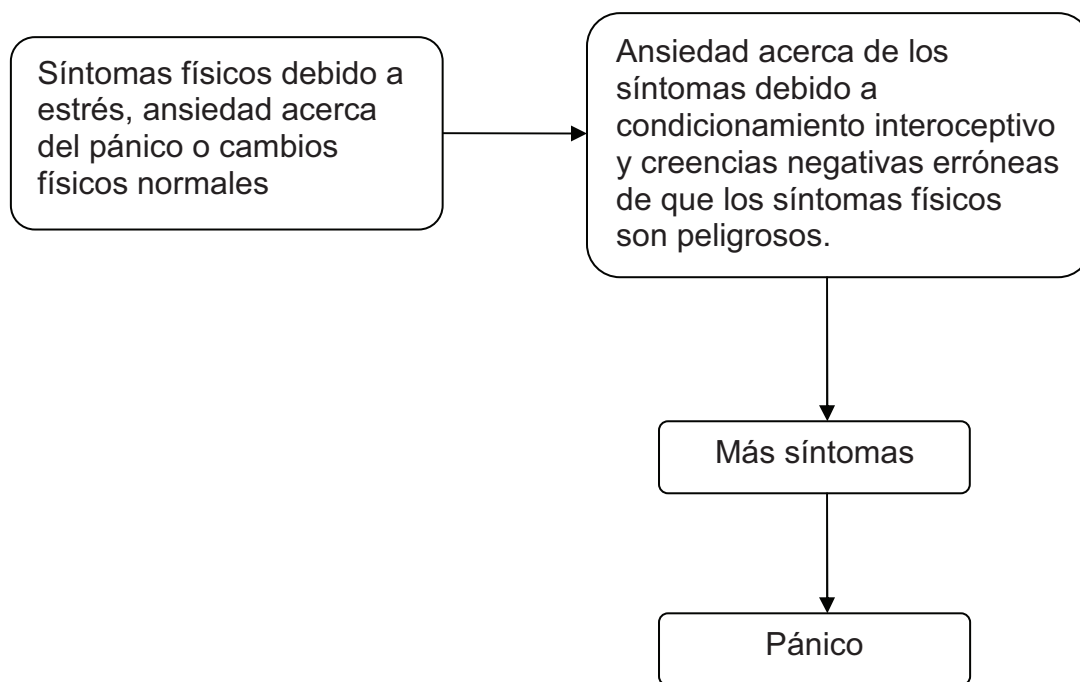 Síntomas físicos debido a
estrés, ansiedad acerca
del pánico o cambios
físicos normales
Ansiedad acerca de los
síntomas debido a
condicionamiento interoceptivo
y creencias negativas erróneas
de que los síntomas físicos
son peligrosos.
Más síntomas
Pánico